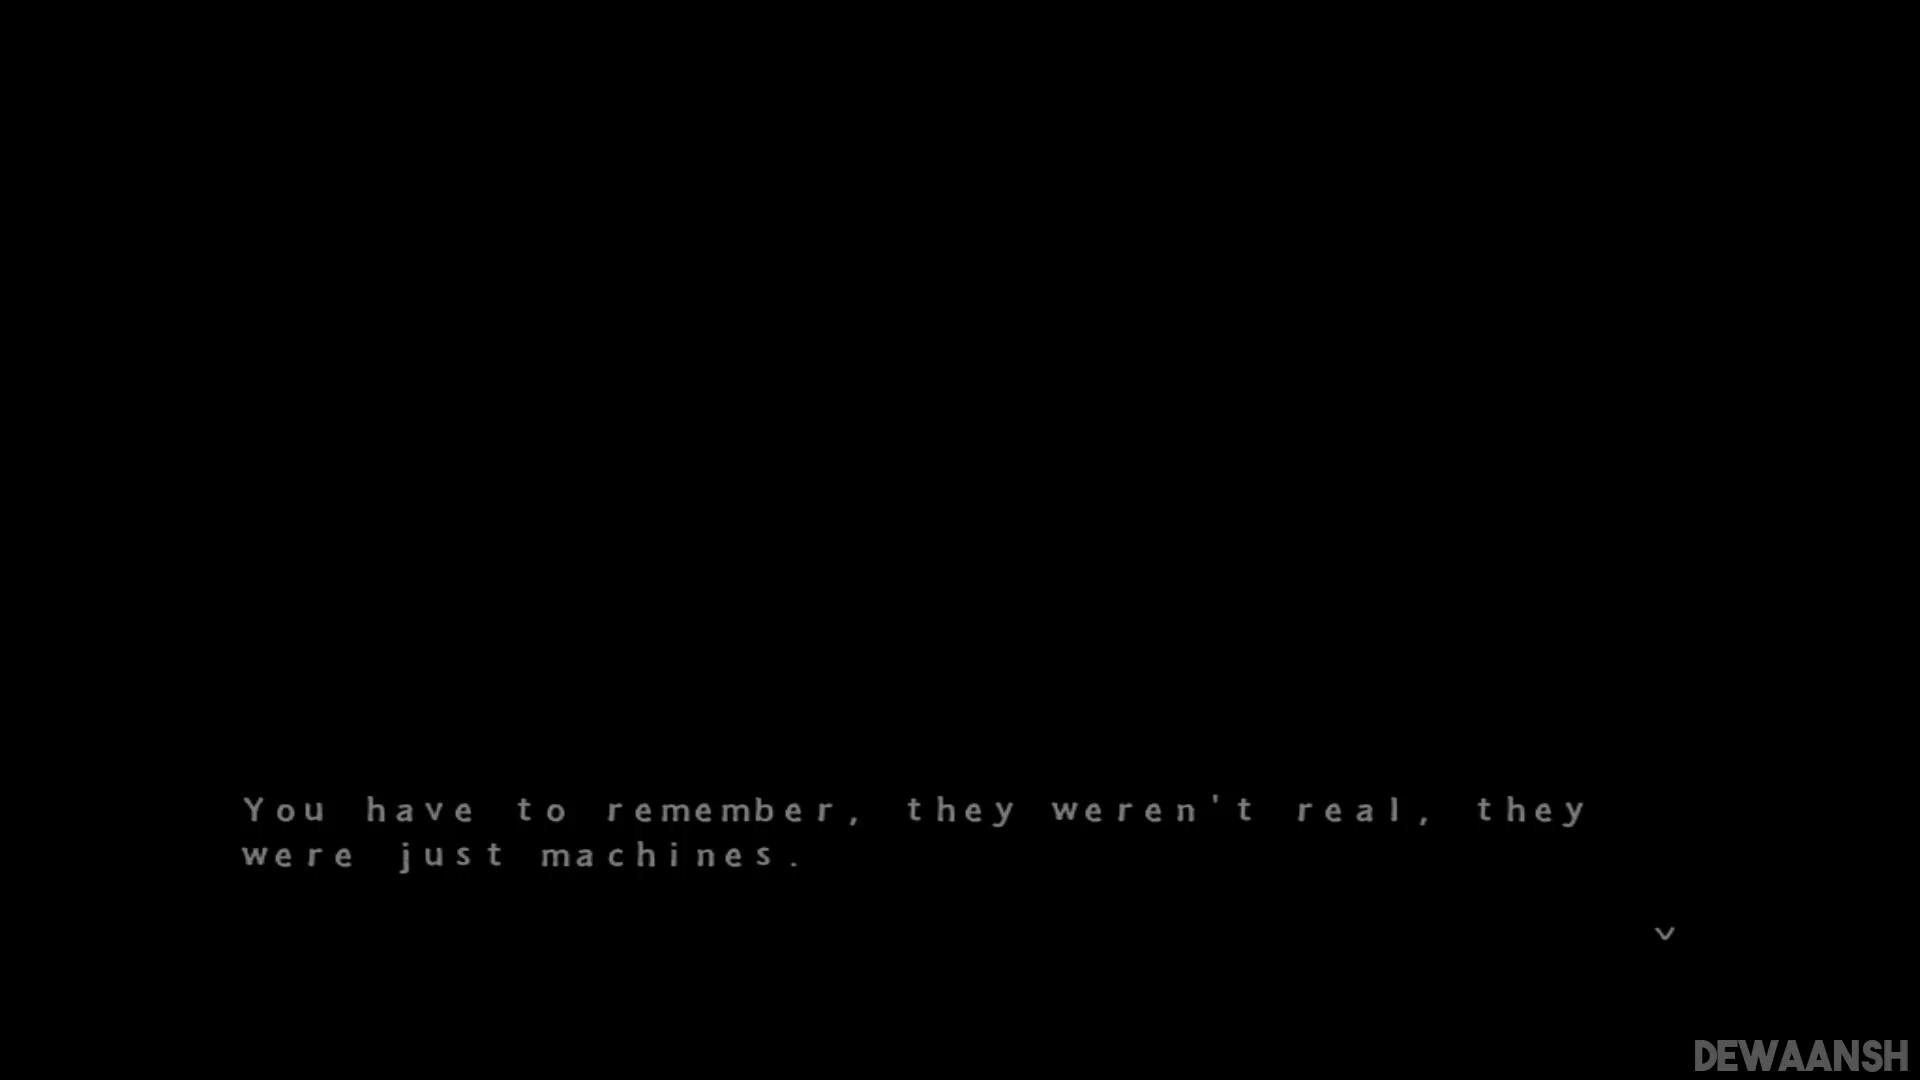 You have to remember, they weren't real, they
were just machines.
DEWAANSH